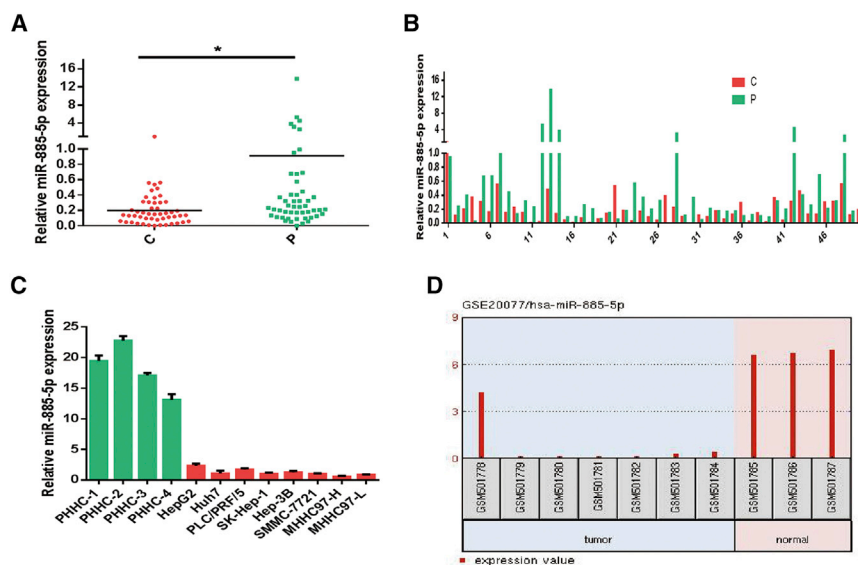 A
*
Relative miR-885-5p expression
16
12
8
4
1.0
0.8
0.6
0.4
0.2
0.0
C
P
B
Relative miR-885-5p expression
16
12
8
4
1.0
0.8
0.6
0.4
0.2
0.0
C
P
1
6
11
16
21
26
31
36
41
46
C
Relative miR-885-5p expression
25
20
15
10
5
0
PHHC-1
PHHC-2
PHHC-3
PHHC-4
HepG2
Huh7
PLC/PRF/5
SK-Hep-1
Hep-3B
SMMC-7721
MHHC97-H
MHHC97-L
D
GSE20077/hsa-miR-885-5p
9
6
3
0
GSM501778
GSM501779
GSM501780
GSM501781
GSM501782
GSM501783
GSM501784
GSM501785
GSM501786
GSM501787
tumor
normal
expression value